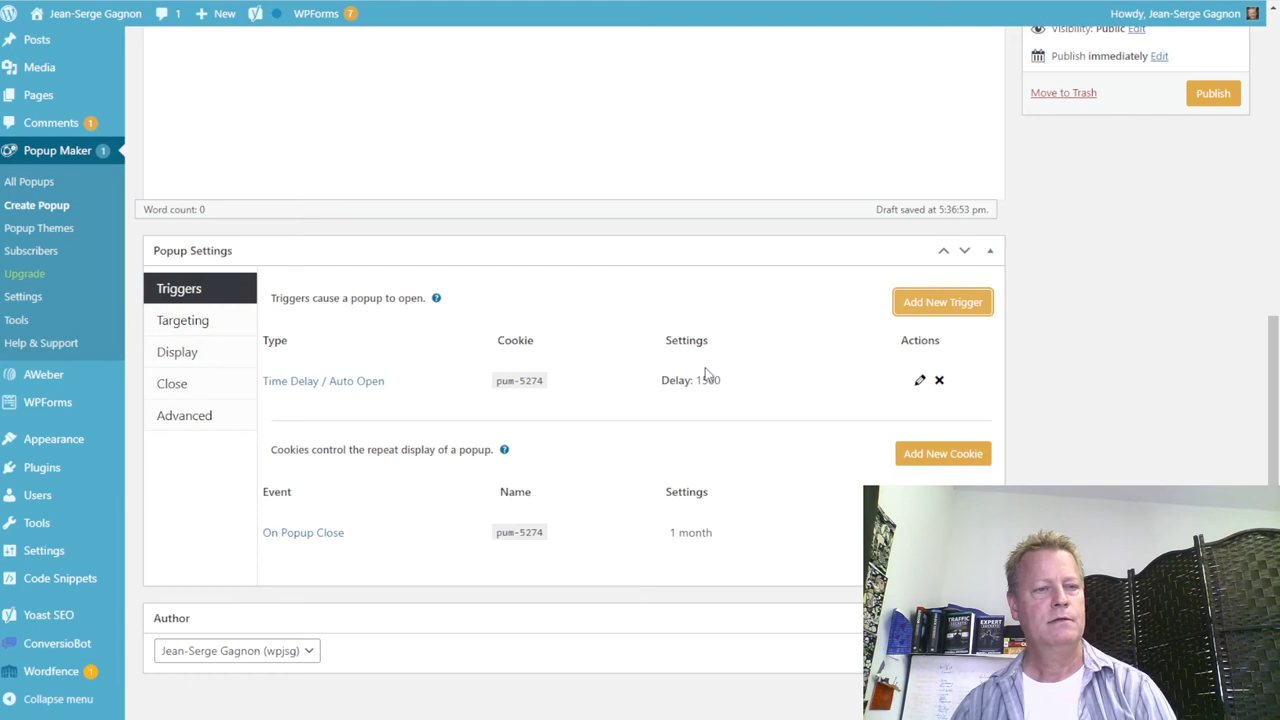 Jean-Serge Gagnon 1 New WPForms 7 Howdy, Jean-Serge Gagnon
Posts
Media
Pages
Comments 1
Popup Maker 1
All Popups
Create Popup
Popup Themes
Subscribers
Upgrade
Settings
Tools
Help & Support
AWeber
WPForms
Appearance
Plugins
Users
Tools
Settings
Code Snippets
Yoast SEO
ConversioBot
Wordfence 1
Collapse menu
Visibility: Public Edit
Publish immediately Edit
Move to Trash Publish
Word count: 0 Draft saved at 5:36:53 pm.
Popup Settings
Triggers
Targeting
Display
Close
Advanced
Triggers cause a popup to open. ? Add New Trigger
Type Cookie Settings Actions
Time Delay / Auto Open pum-5274 Delay:
Cookies control the repeat display of a popup. ? Add New Cookie
Event Name Settings
On Popup Close pum-5274 1 month
Author
Jean-Serge Gagnon (wpjsg)
TRAFFIC
SECRETS
EXPERT
SECRETS